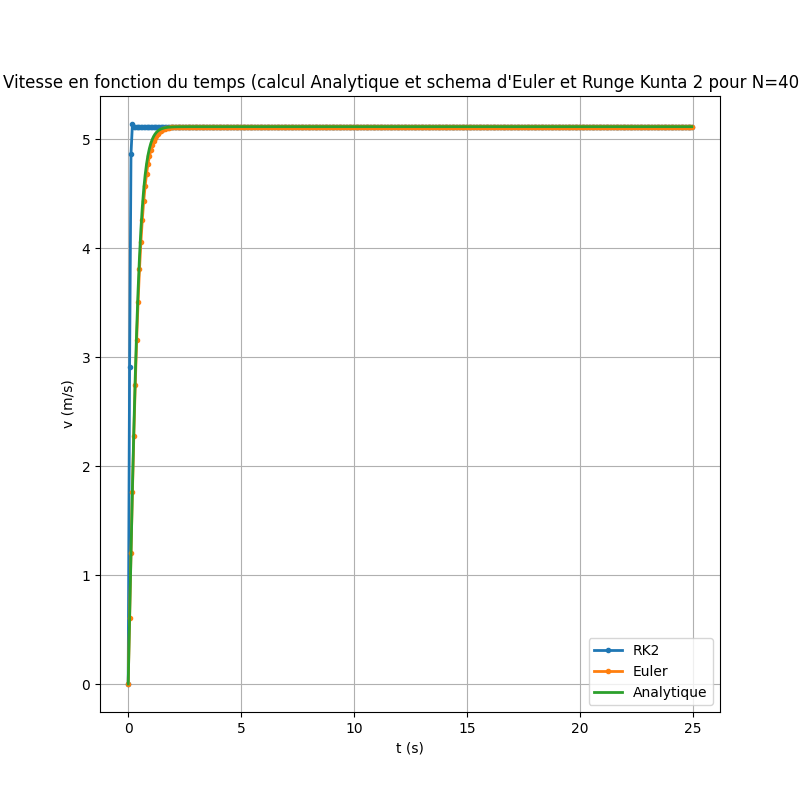 Vitesse en fonction du temps (calcul Analytique et schema d'Euler et Runge Kunta 2 pour N=40
5
4
3
2
1
0
v (m/s)
0 5 10 15 20 25
t (s)
RK2
Euler
Analytique